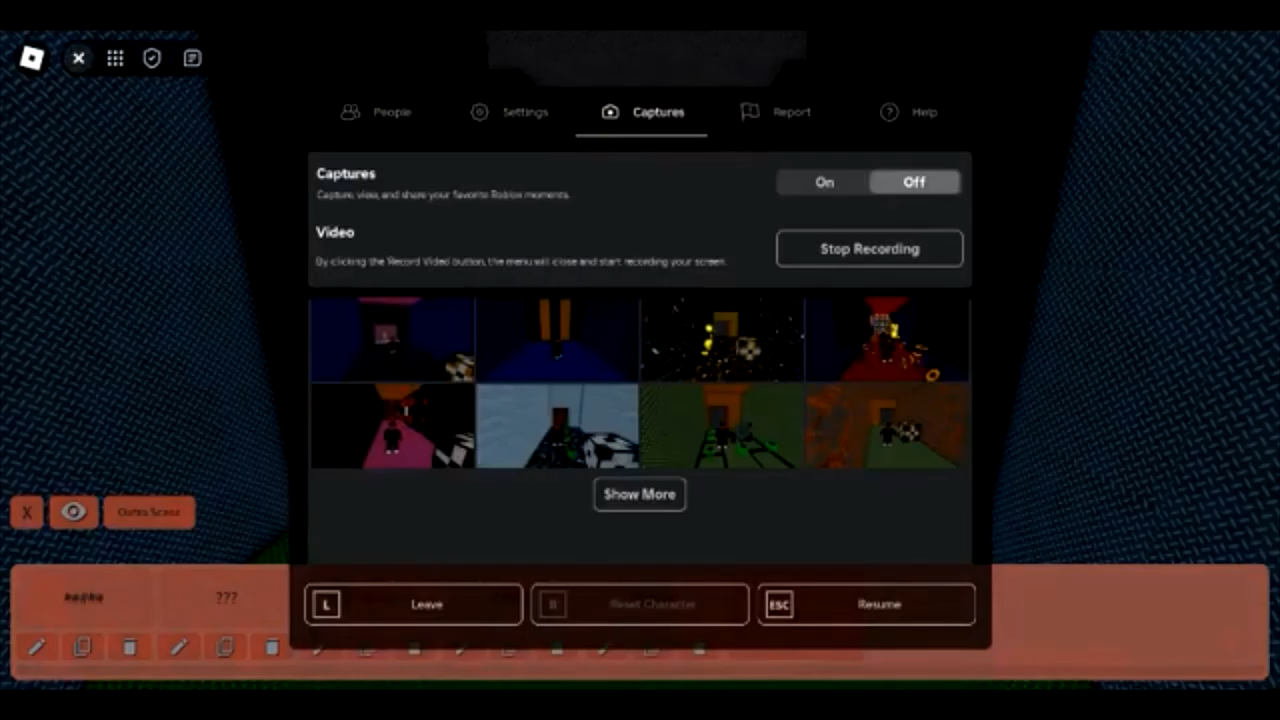 People Settings Captures Report Help
Captures
On Off
Capture, view, and share your favorite Roblox moments.
Video
Stop Recording
By clicking the Record Video button, the menu will close and start recording your screen.
Show More
X
???
L Leave
R Reset Character
ESC Resume